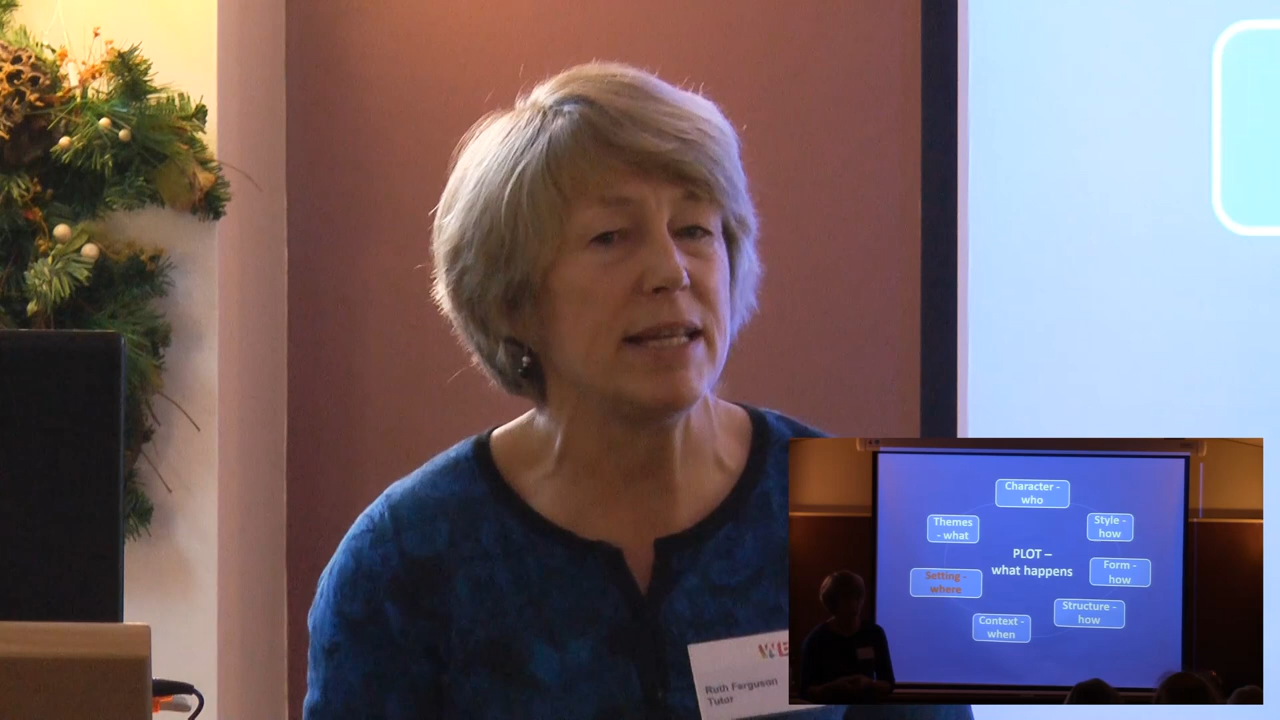 WE
Ruth Ferguson
Tutor
Character -
who
Style -
how
Form -
how
Structure -
how
Context -
when
Setting -
where
Themes
- what
PLOT –
what happens